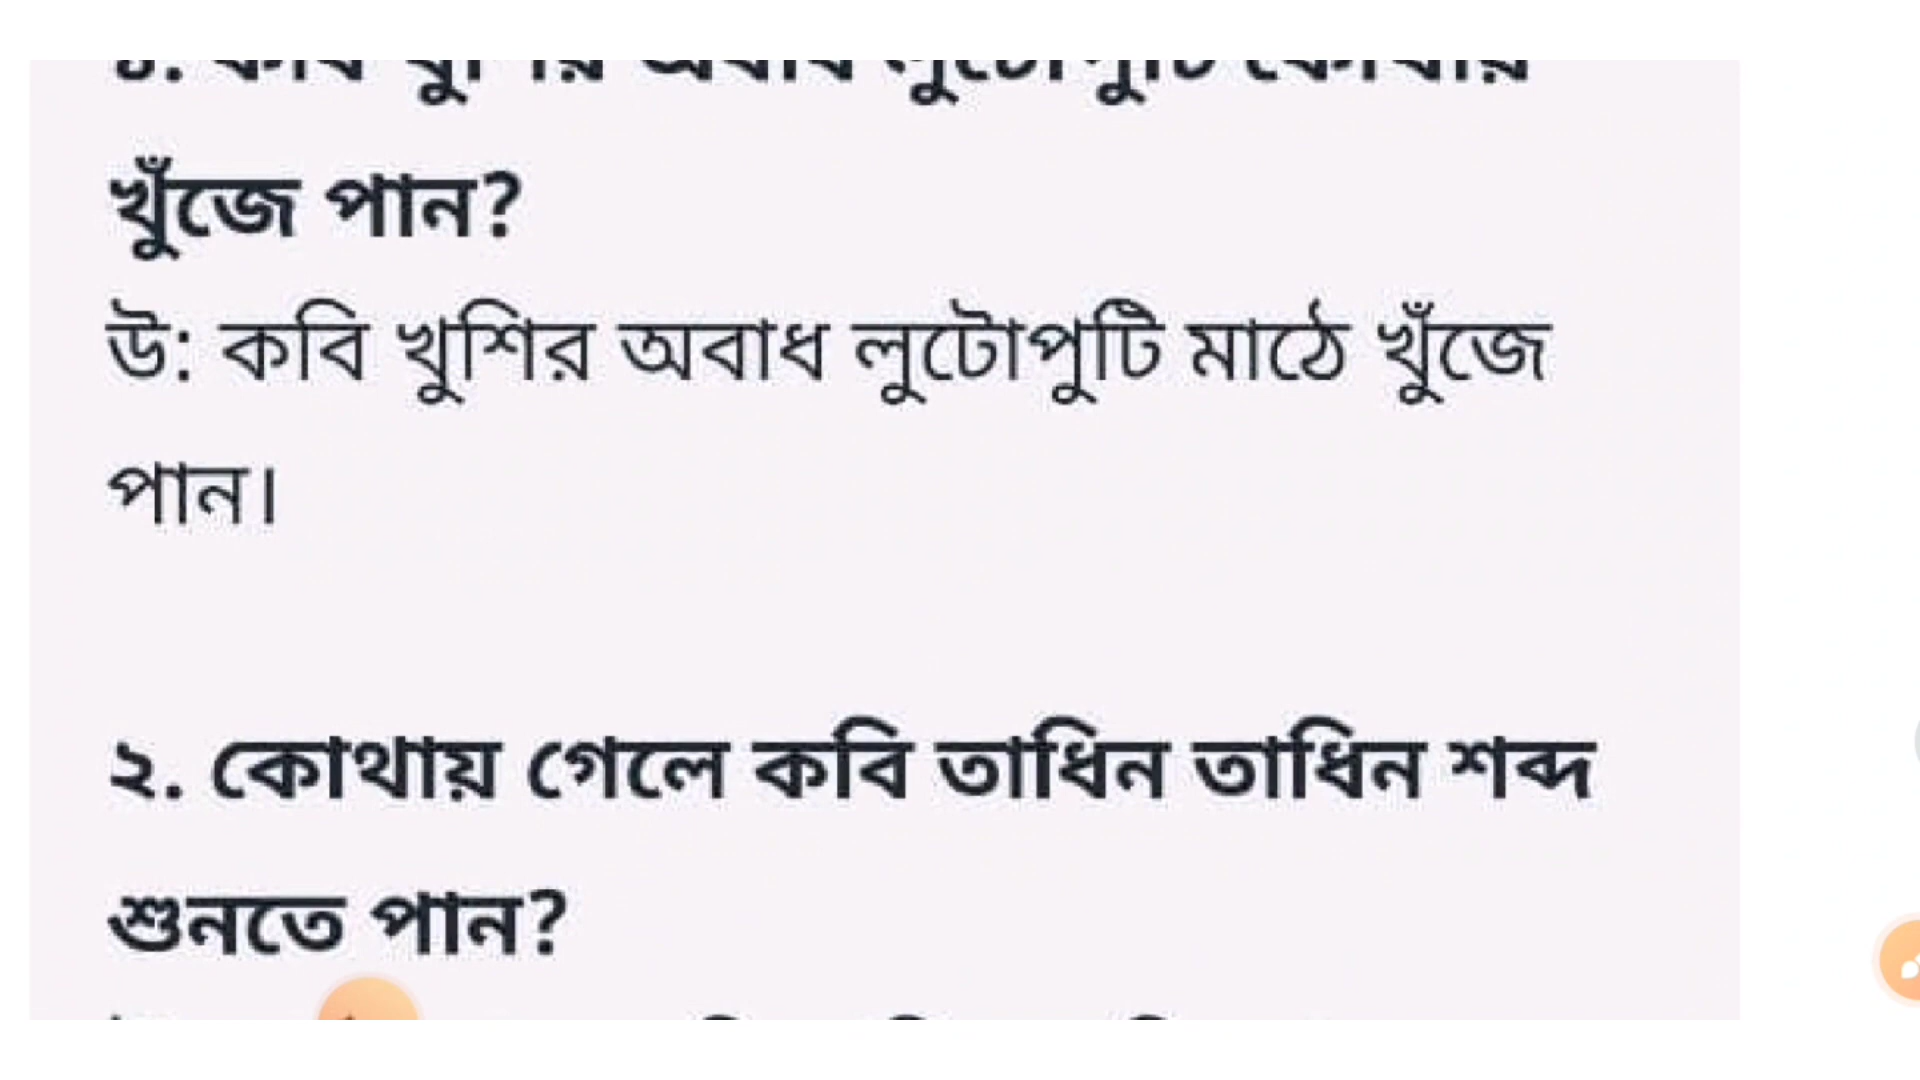 খুঁজে পান?
উ: কবি খুশির অবাধ লুটোপুটি মাঠে খুঁজে
পান।
২. কোথায় গেলে কবি তাধিন তাধিন শব্দ
শুনতে পান?